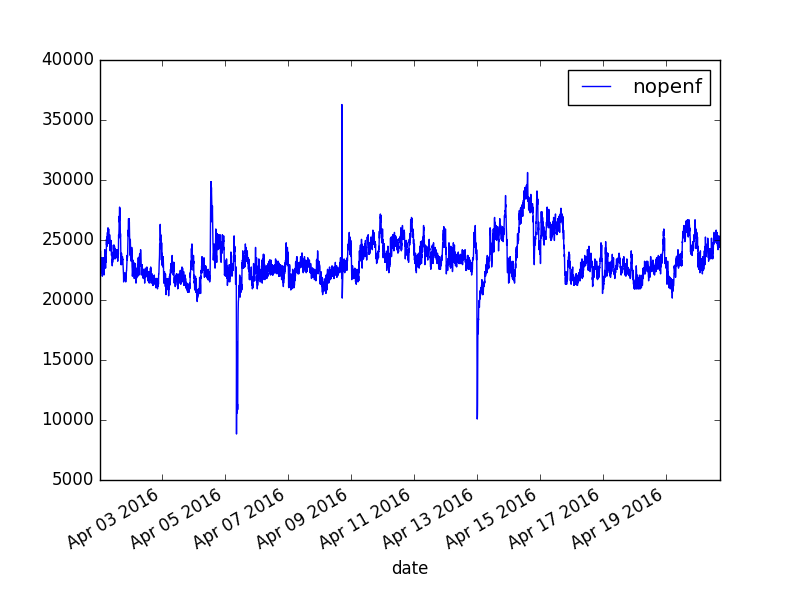 40000
35000
30000
25000
20000
15000
10000
5000
nopenf
Apr 03 2016
Apr 05 2016
Apr 07 2016
Apr 09 2016
Apr 11 2016
Apr 13 2016
Apr 15 2016
Apr 17 2016
Apr 19 2016
date